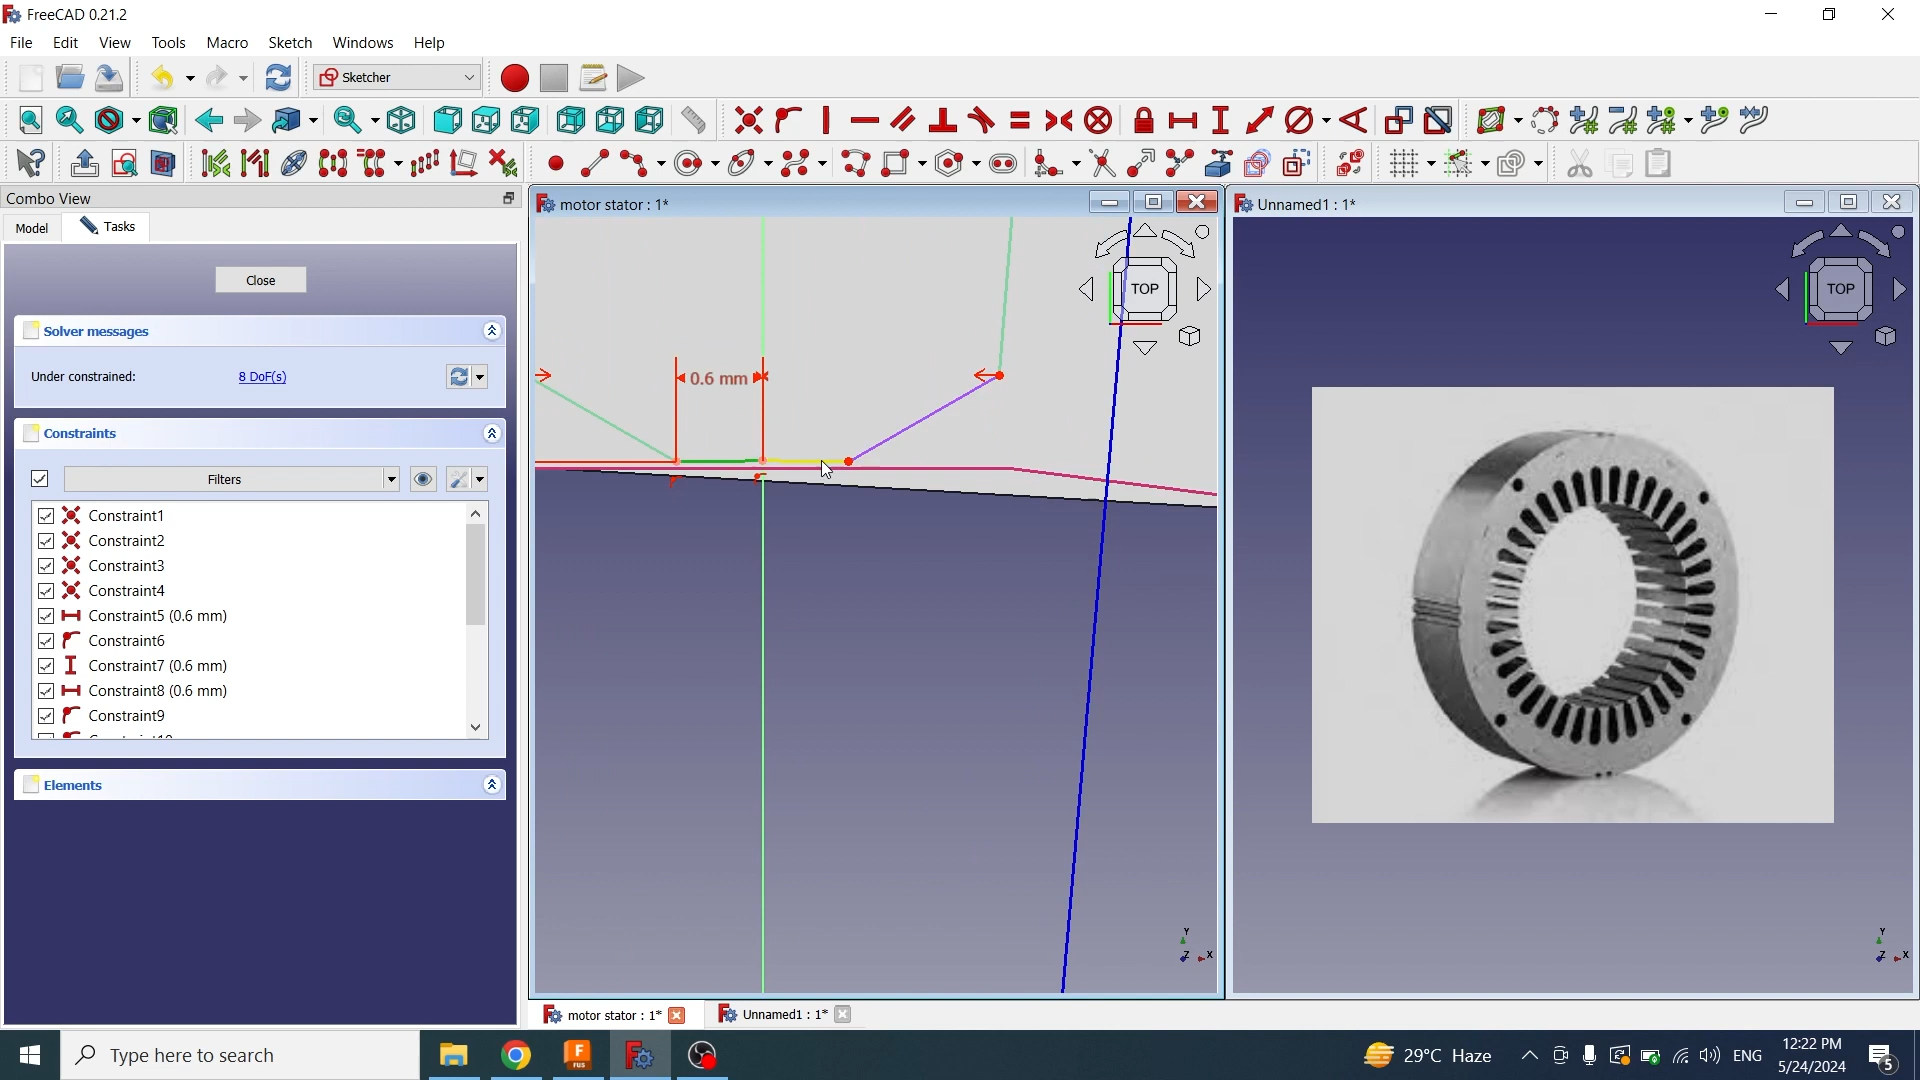 FreeCAD 0.21.2
File Edit View Tools Macro Sketch Windows Help
Sketcher
Combo View
Model Tasks
Close
Solver messages
Under constrained: 8 DoF(s)
Constraints
Filters
Constraint1
Constraint2
Constraint3
Constraint4
Constraint5 (0.6 mm)
Constraint6
Constraint7 (0.6 mm)
Constraint8 (0.6 mm)
Constraint9
Elements
motor stator : 1*
TOP
0.6 mm
Y
Z X
Unnamed1 : 1*
TOP
Y
Z X
motor stator : 1* Unnamed1 : 1*
Type here to search
F
RUS
29°C Haze
ENG
12:22 PM
5/24/2024
5